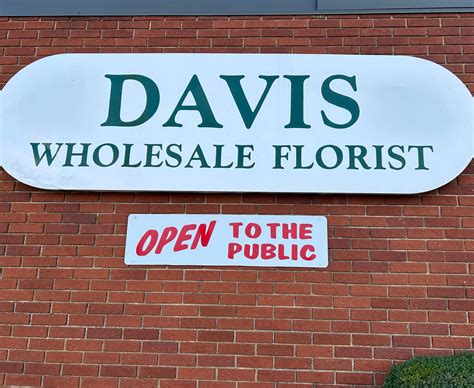 DAVIS
WHOLESALE FLORIST
OPEN TO THE
PUBLIC